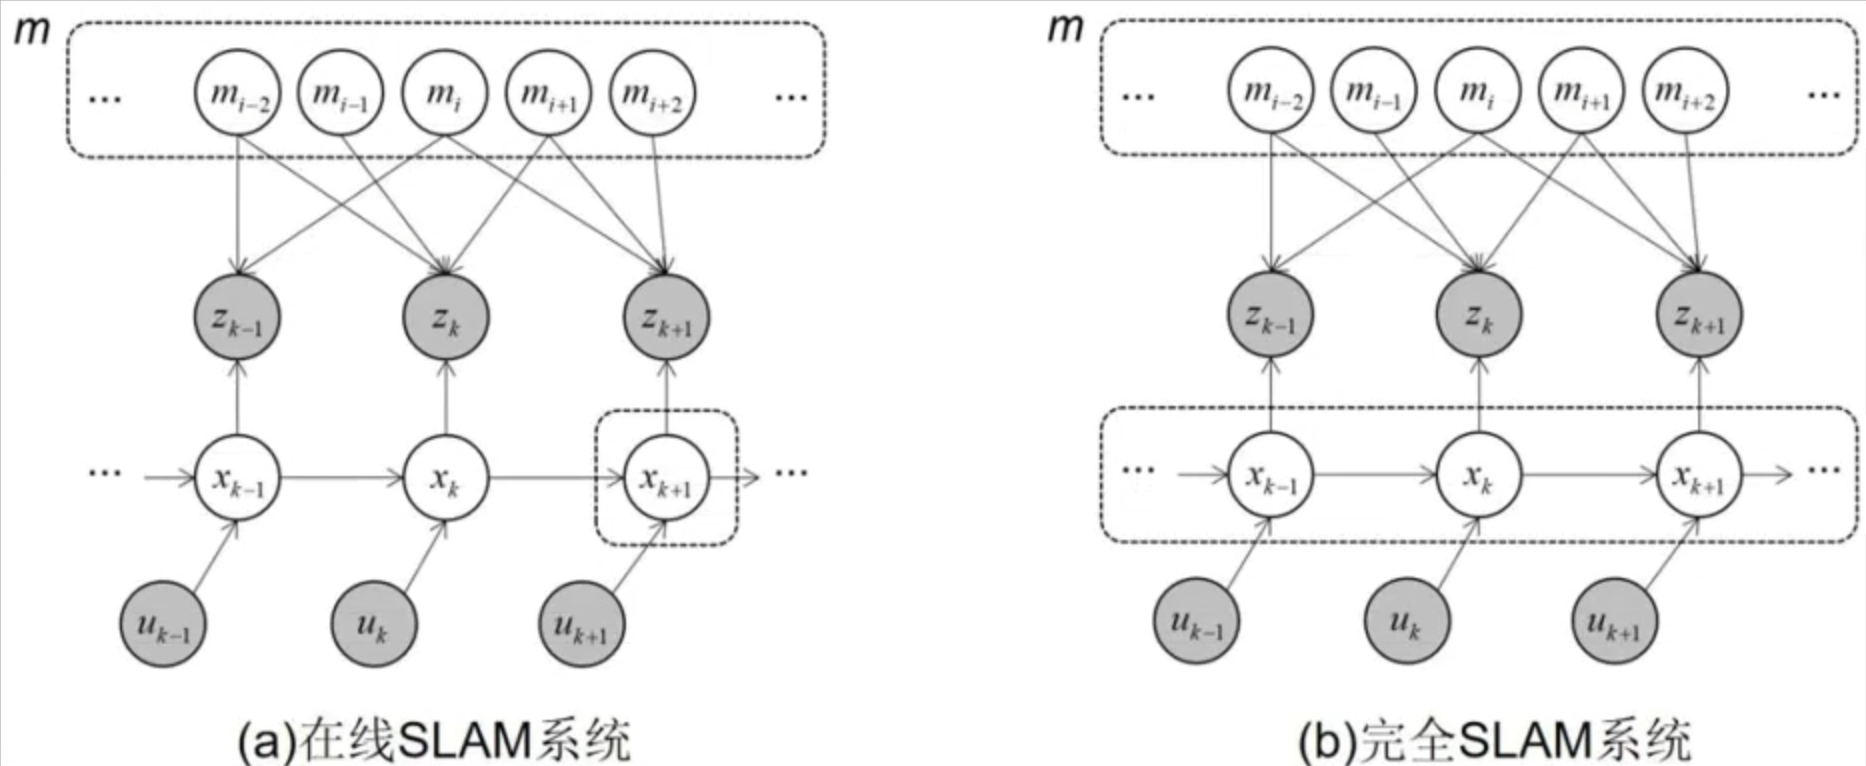 m
... m_{i-2} m_{i-1} m_i m_{i+1} m_{i+2} ...
z_{k-1} z_k z_{k+1}
... x_{k-1} x_k x_{k+1} ...
u_{k-1} u_k u_{k+1}
(a)在线SLAM系统
m
... m_{i-2} m_{i-1} m_i m_{i+1} m_{i+2} ...
z_{k-1} z_k z_{k+1}
... x_{k-1} x_k x_{k+1} ...
u_{k-1} u_k u_{k+1}
(b)完全SLAM系统